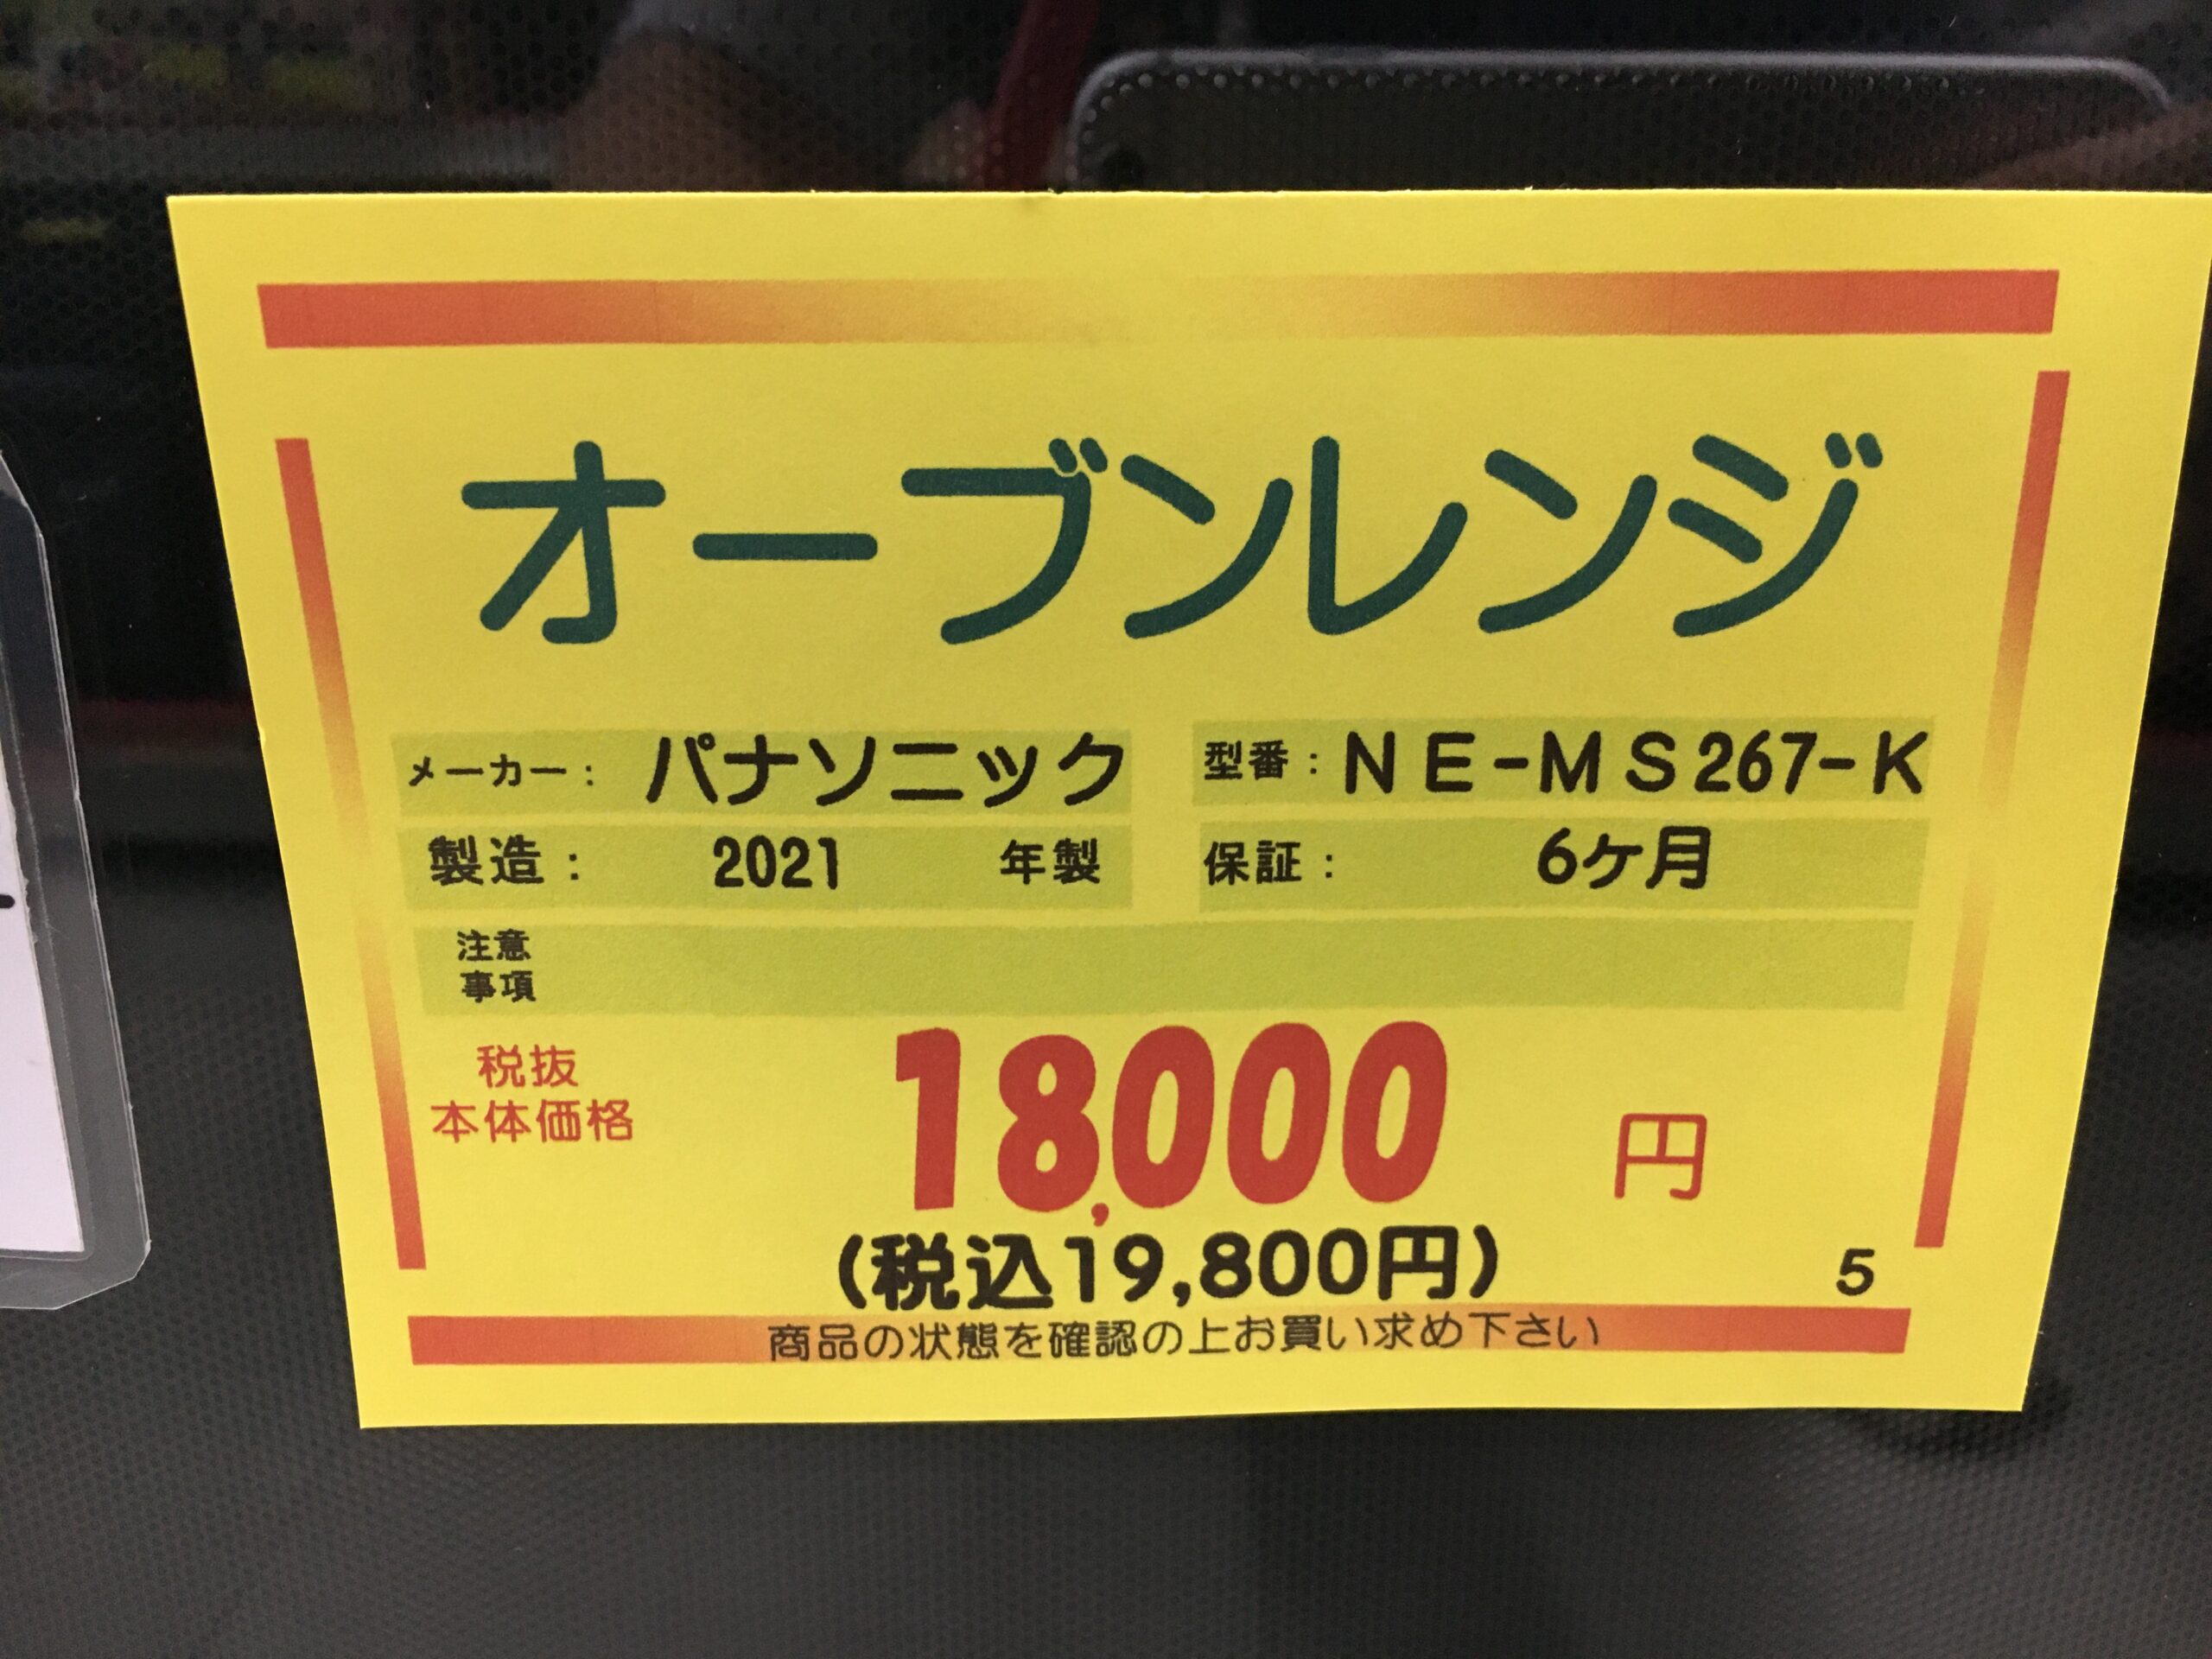 オーブンレンジ
メーカー： パナソニック 型番：ＮＥ-ＭＳ267-Ｋ
製造： 2021 年製 保証： 6ケ月
注意
事項
税抜
本体価格 18,000 円
(税込19,800円) 5
商品の状態を確認の上お買い求め下さい